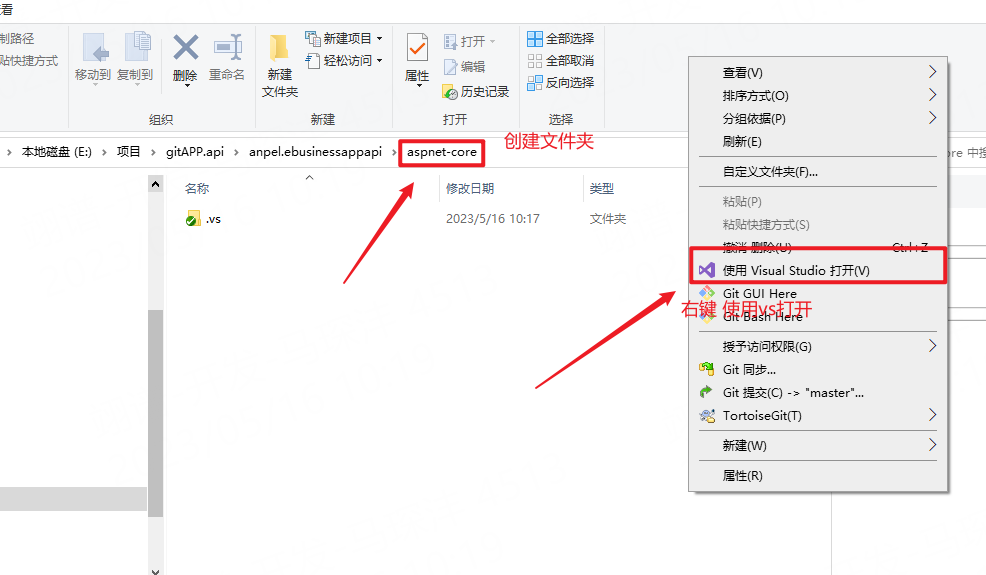 查看
复制路径
粘贴快捷方式
移动到
复制到
删除
重命名
组织
新建
文件夹
新建项目
轻松访问
新建
属性
打开
编辑
历史记录
打开
全部选择
全部取消
反向选择
选择
本地磁盘 (E:)
项目
gitAPP.api
anpel.ebusinessappapi
aspnet-core
创建文件夹
ore 中搜
名称
修改日期
类型
.vs
2023/5/16 10:17
文件夹
查看(V)
排序方式(O)
分组依据(P)
刷新(E)
自定义文件夹(F)...
粘贴(P)
粘贴快捷方式(S)
撤消 删除(U)
Ctrl+Z
使用 Visual Studio 打开(V)
Git GUI Here
右键 使用vs打开
Git Bash Here
授予访问权限(G)
Git 同步...
Git 提交(C) -> "master"...
TortoiseGit(T)
新建(W)
属性(R)